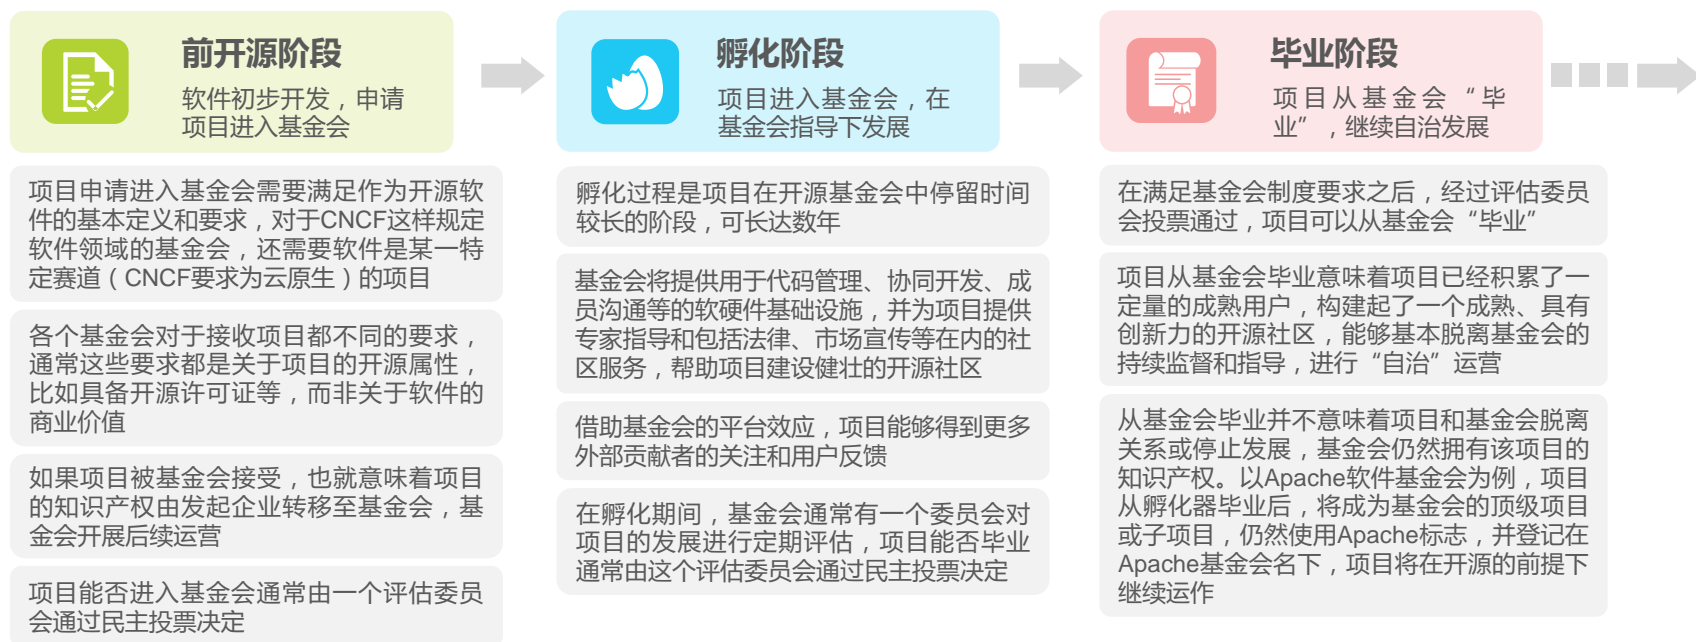 前开源阶段
软件初步开发，申请
项目进入基金会
项目申请进入基金会需要满足作为开源软
件的基本定义和要求，对于CNCF这样规定
软件领域的基金会，还需要软件是某一特
定赛道（CNCF要求为云原生）的项目
各个基金会对于接收项目都不同的要求，
通常这些要求都是关于项目的开源属性，
比如具备开源许可证等，而非关于软件的
商业价值
如果项目被基金会接受，也就意味着项目
的知识产权由发起企业转移至基金会，基
金会开展后续运营
项目能否进入基金会通常由一个评估委员
会通过民主投票决定
孵化阶段
项目进入基金会，在
基金会指导下发展
孵化过程是项目在开源基金会中停留时间
较长的阶段，可长达数年
基金会将提供用于代码管理、协同开发、成
员沟通等的软硬件基础设施，并为项目提供
专家指导和包括法律、市场宣传等在内的社
区服务，帮助项目建设健壮的开源社区
借助基金会的平台效应，项目能够得到更多
外部贡献者的关注和用户反馈
在孵化期间，基金会通常有一个委员会对
项目的发展进行定期评估，项目能否毕业
通常由这个评估委员会通过民主投票决定
毕业阶段
项目从基金会“毕
业”，继续自治发展
在满足基金会制度要求之后，经过评估委员
会投票通过，项目可以从基金会“毕业”
项目从基金会毕业意味着项目已经积累了一
定量的成熟用户，构建起了一个成熟、具有
创新力的开源社区，能够基本脱离基金会的
持续监督和指导，进行“自治”运营
从基金会毕业并不意味着项目和基金会脱离
关系或停止发展，基金会仍然拥有该项目的
知识产权。以Apache软件基金会为例，项目
从孵化器毕业后，将成为基金会的顶级项目
或子项目，仍然使用Apache标志，并登记在
Apache基金会名下，项目将在开源的前提下
继续运作